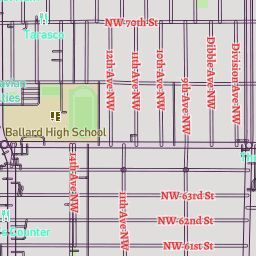 NW 70th St
Tarasco
12th Ave NW
11th Ave NW
10th Ave NW
9th Ave NW
Dibble Ave NW
Division Ave NW
Ballard High School
14th Ave NW
11th Ave NW
NW 63rd St
NW 62nd St
's Counter
NW 61st St